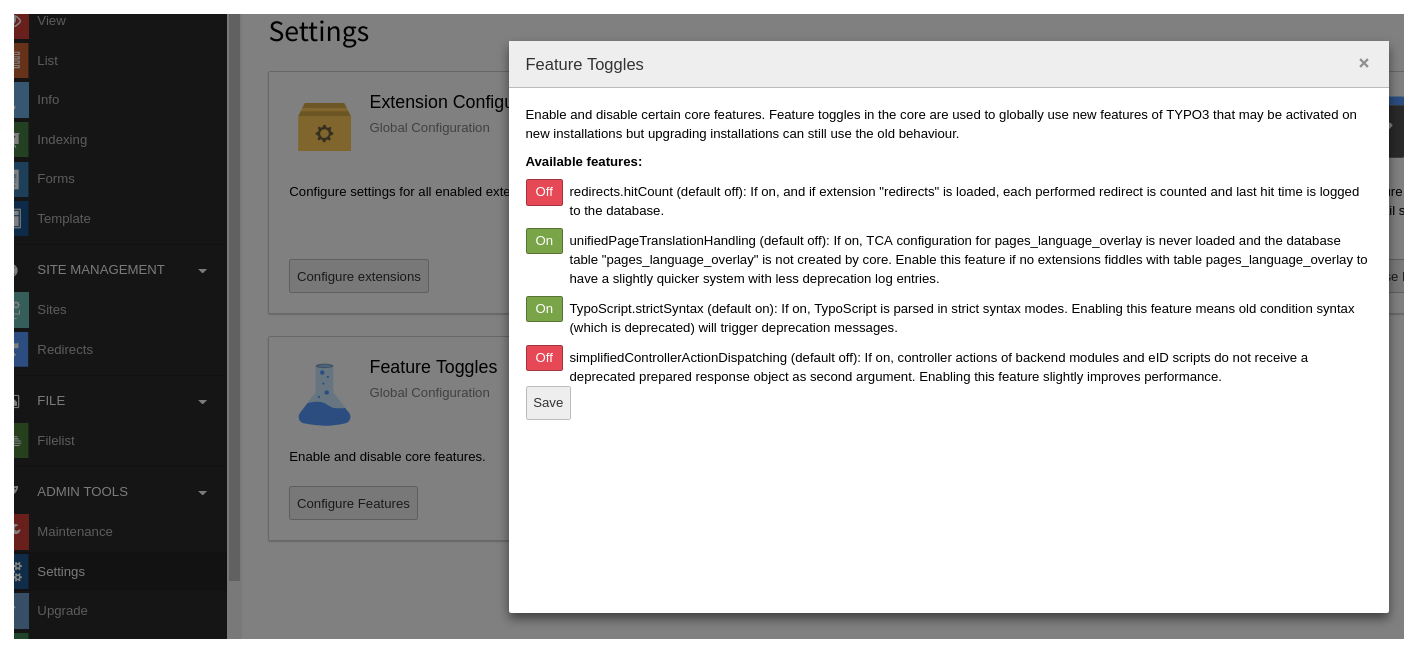 View
List
Info
Indexing
Forms
Template
SITE MANAGEMENT
Sites
Redirects
FILE
Filelist
ADMIN TOOLS
Maintenance
Settings
Upgrade
Settings
Extension Configu
Global Configuration
Configure settings for all enabled exte
Configure extensions
Feature Toggles
Global Configuration
Enable and disable core features.
Configure Features
Feature Toggles
×
Enable and disable certain core features. Feature toggles in the core are used to globally use new features of TYPO3 that may be activated on
new installations but upgrading installations can still use the old behaviour.
Available features:
Off redirects.hitCount (default off): If on, and if extension "redirects" is loaded, each performed redirect is counted and last hit time is logged
to the database.
On unifiedPageTranslationHandling (default off): If on, TCA configuration for pages_language_overlay is never loaded and the database
table "pages_language_overlay" is not created by core. Enable this feature if no extensions fiddles with table pages_language_overlay to
have a slightly quicker system with less deprecation log entries.
On TypoScript.strictSyntax (default on): If on, TypoScript is parsed in strict syntax modes. Enabling this feature means old condition syntax
(which is deprecated) will trigger deprecation messages.
Off simplifiedControllerActionDispatching (default off): If on, controller actions of backend modules and eID scripts do not receive a
deprecated prepared response object as second argument. Enabling this feature slightly improves performance.
Save